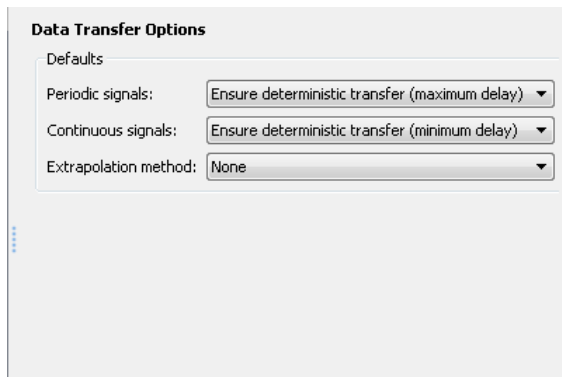 Data Transfer Options
Defaults
Periodic signals: Ensure deterministic transfer (maximum delay)
Continuous signals: Ensure deterministic transfer (minimum delay)
Extrapolation method: None